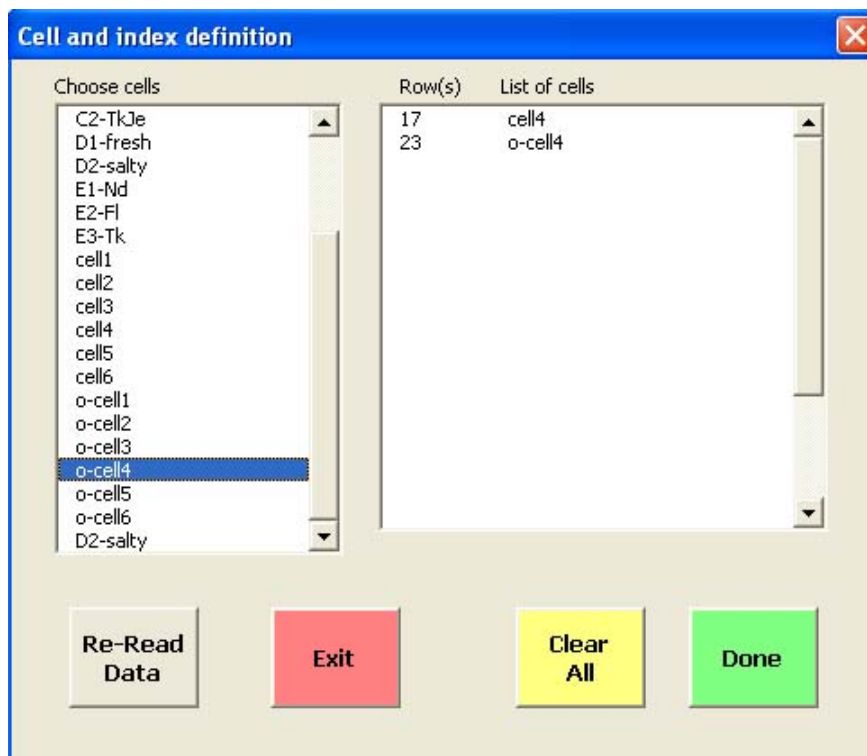 Cell and index definition
Choose cells
C2-TkJe
D1-fresh
D2-salty
E1-Nd
E2-Fl
E3-Tk
cell1
cell2
cell3
cell4
cell5
cell6
o-cell1
o-cell2
o-cell3
o-cell4
o-cell5
o-cell6
D2-salty
Row(s) List of cells
17 cell4
23 o-cell4
Re-Read
Data
Exit
Clear
All
Done